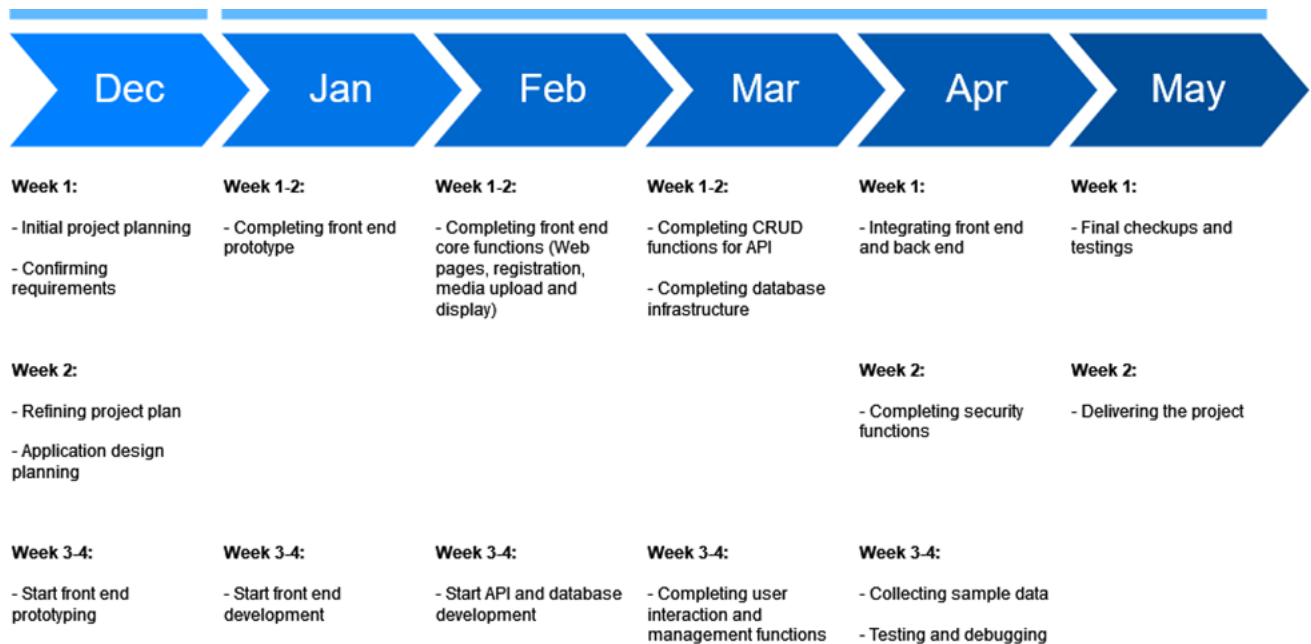 Dec
Jan
Feb
Mar
Apr
May
Week 1:
- Initial project planning
- Confirming
requirements
Week 2:
- Refining project plan
- Application design
planning
Week 3-4:
- Start front end
prototyping
Week 1-2:
- Completing front end
prototype
Week 3-4:
- Start front end
development
Week 1-2:
- Completing front end
core functions (Web
pages, registration,
media upload and
display)
Week 3-4:
- Start API and database
development
Week 1-2:
- Completing CRUD
functions for API
- Completing database
infrastructure
Week 3-4:
- Completing user
interaction and
management functions
Week 1:
- Integrating front end
and back end
Week 2:
- Completing security
functions
Week 3-4:
- Collecting sample data
- Testing and debugging
Week 1:
- Final checkups and
testings
Week 2:
- Delivering the project